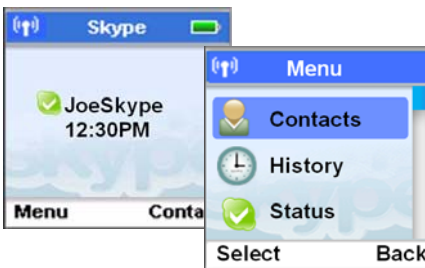 Skype
JoeSkype
12:30PM
Menu
Conta
Menu
Contacts
History
Status
Select
Back